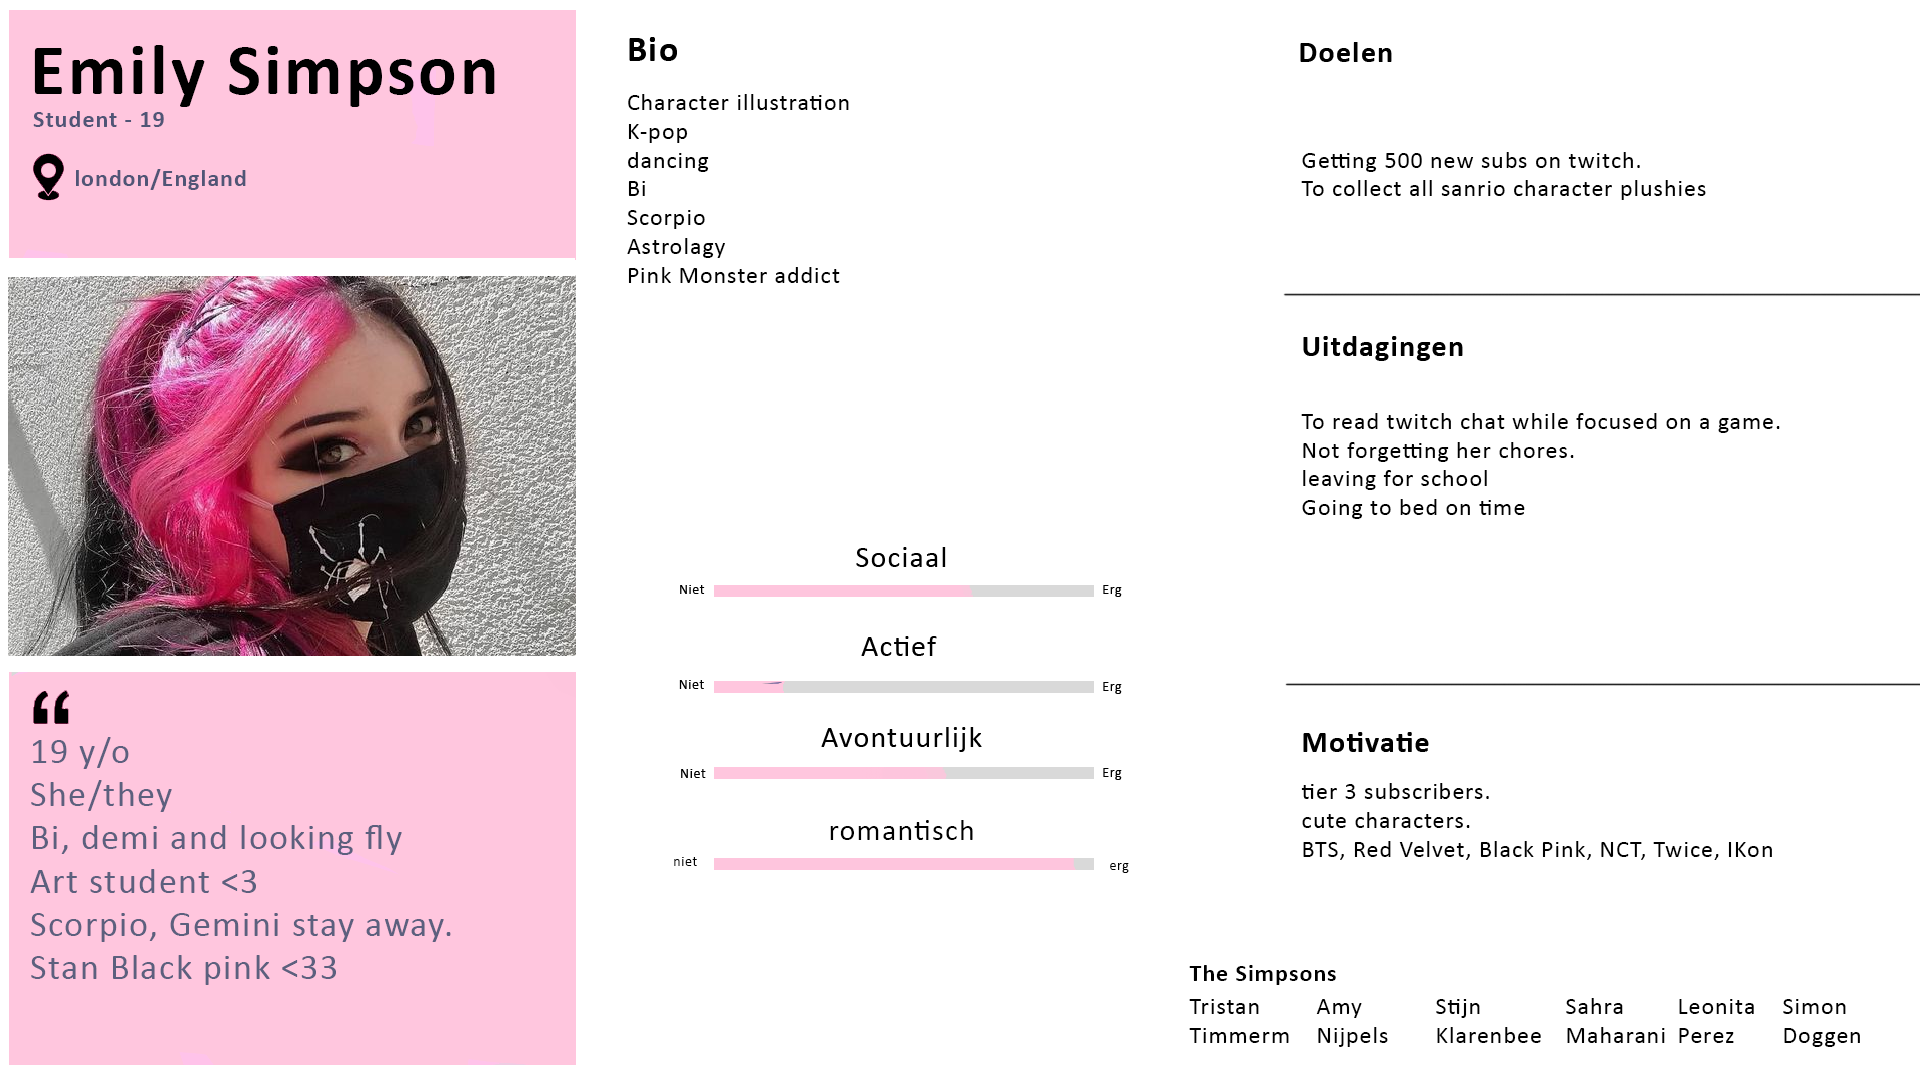 Emily Simpson
Student - 19
london/England
19 y/o
She/they
Bi, demi and looking fly
Art student <3
Scorpio, Gemini stay away.
Stan Black pink <33
Bio
Character illustration
K-pop
dancing
Bi
Scorpio
Astrolagy
Pink Monster addict
Sociaal
Niet Erg
Actief
Niet Erg
Avontuurlijk
Niet Erg
romantisch
niet erg
Doelen
Getting 500 new subs on twitch.
To collect all sanrio character plushies
Uitdagingen
To read twitch chat while focused on a game.
Not forgetting her chores.
leaving for school
Going to bed on time
Motivatie
tier 3 subscribers.
cute characters.
BTS, Red Velvet, Black Pink, NCT, Twice, IKon
The Simpsons
Tristan Amy Stijn Sahra Leonita Simon
Timmerm Nijpels Klarenbee Maharani Perez Doggen